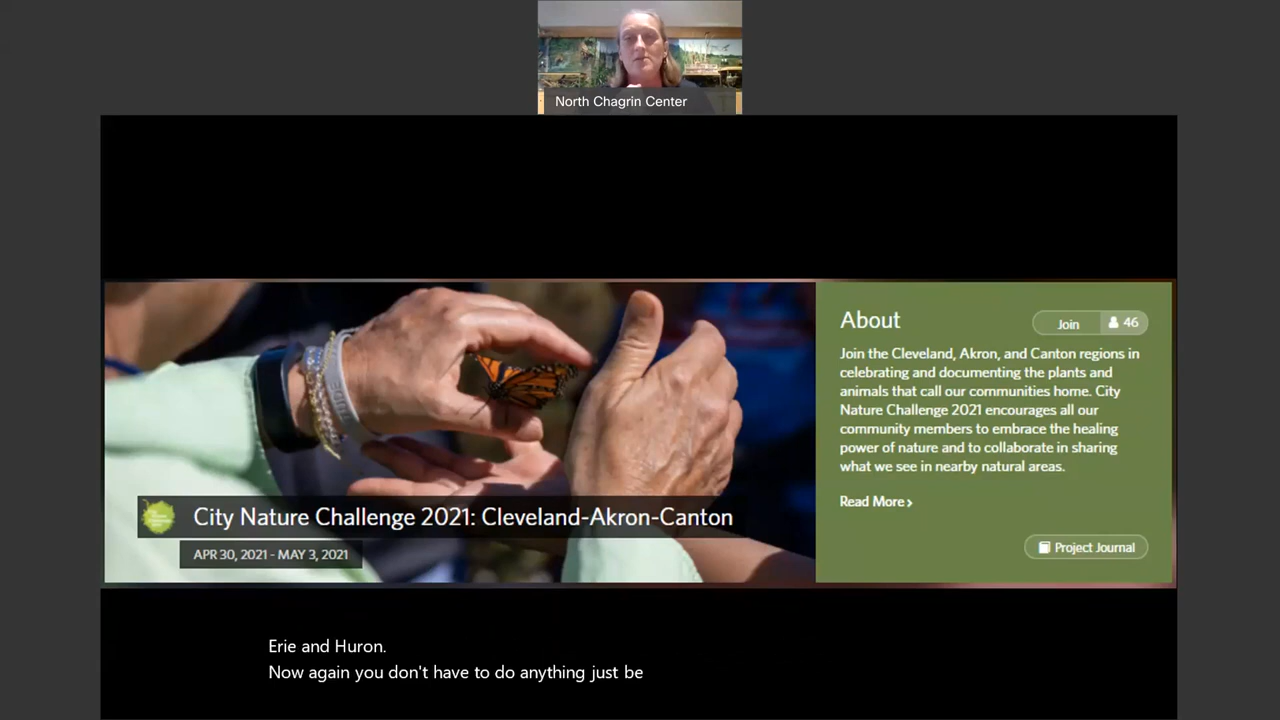 North Chagrin Center
About
Join
46
Join the Cleveland, Akron, and Canton regions in
celebrating and documenting the plants and
animals that call our communities home. City
Nature Challenge 2021 encourages all our
community members to embrace the healing
power of nature and to collaborate in sharing
what we see in nearby natural areas.
Read More ›
Project Journal
City Nature Challenge 2021: Cleveland-Akron-Canton
APR 30, 2021 - MAY 3, 2021
Erie and Huron.
Now again you don't have to do anything just be